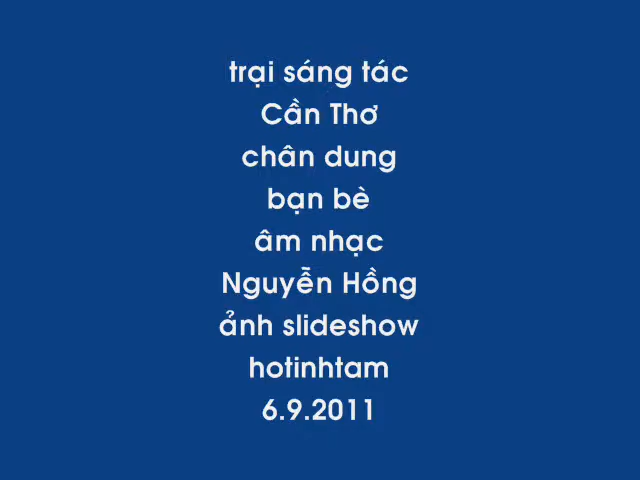 trại sáng tác
Cần Thơ
chân dung
bạn bè
âm nhạc
Nguyễn Hồng
ảnh slideshow
hotinhtam
6.9.2011